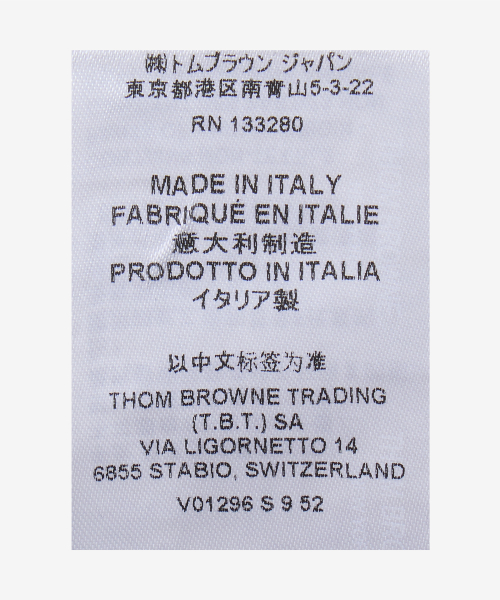 ㈱トムブラウン ジャパン
東京都港区南青山5-3-22
RN 133280
MADE IN ITALY
FABRIQUÉ EN ITALIE
意大利制造
PRODOTTO IN ITALIA
イタリア製
以中文标签为准
THOM BROWNE TRADING
(T.B.T.) SA
VIA LIGORNETTO 14
6855 STABIO, SWITZERLAND
V01296 S 9 52